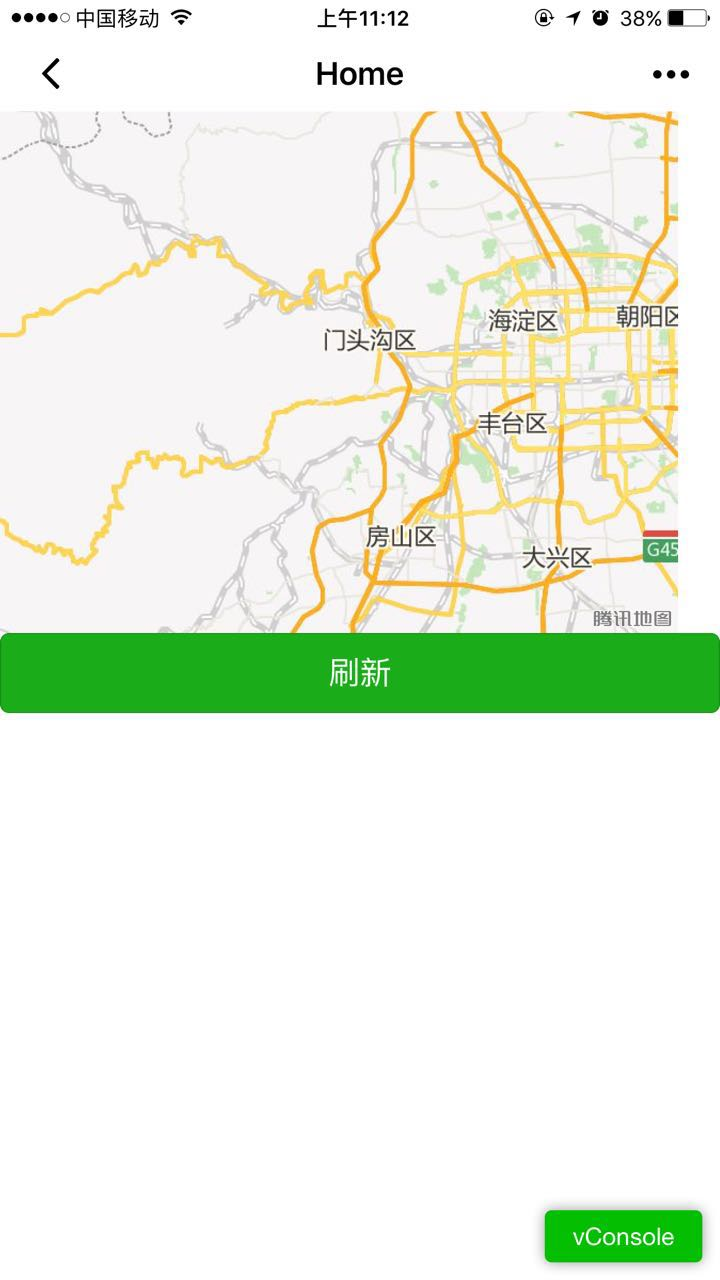 中国移动 上午11:12 38%
Home
海淀区
朝阳区
门头沟区
丰台区
房山区
大兴区
G45
腾讯地图
刷新
vConsole